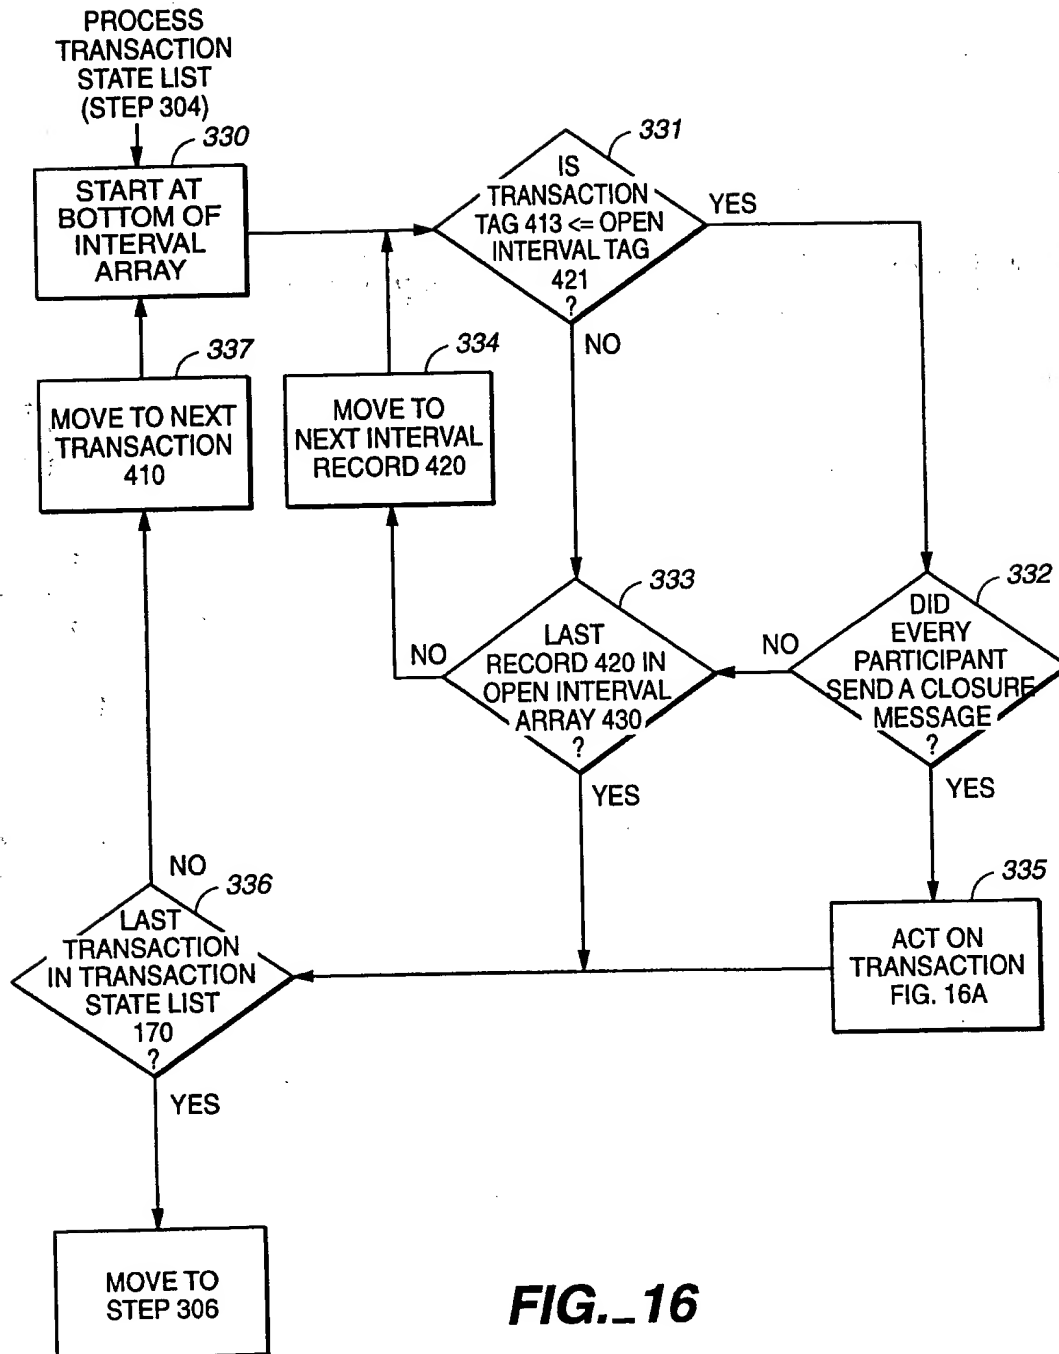 PROCESS
TRANSACTION
STATE LIST
(STEP 304)
330
START AT
BOTTOM OF
INTERVAL
ARRAY
331
IS
TRANSACTION
TAG 413 <= OPEN
INTERVAL TAG
421
?
YES
NO
337
MOVE TO NEXT
TRANSACTION
410
334
MOVE TO
NEXT INTERVAL
RECORD 420
333
LAST
RECORD 420 IN
OPEN INTERVAL
ARRAY 430
?
NO
YES
332
DID
EVERY
PARTICIPANT
SEND A CLOSURE
MESSAGE
?
NO
YES
336
LAST
TRANSACTION
IN TRANSACTION
STATE LIST
170
?
NO
YES
335
ACT ON
TRANSACTION
FIG. 16A
MOVE TO
STEP 306
FIG._16